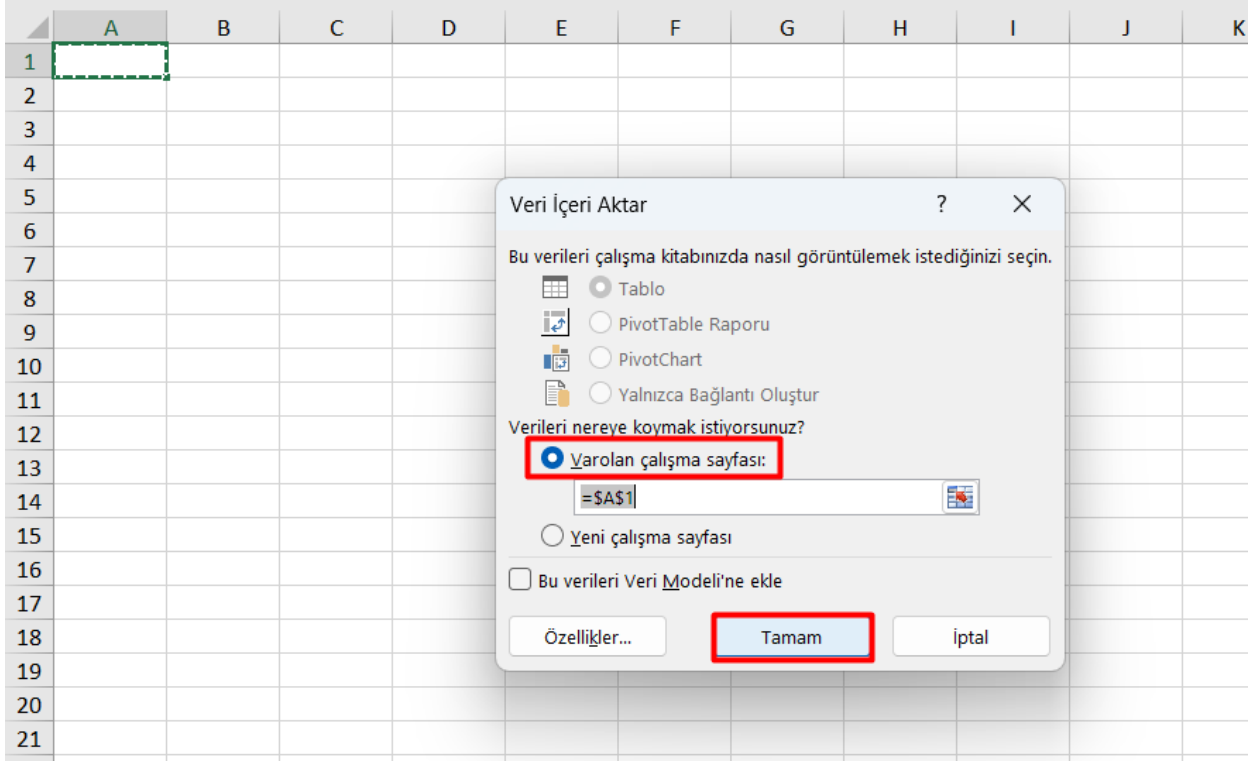 A B C D E F G H I J K
1
2
3
4
5
Veri İçeri Aktar ?
6
Bu verileri çalışma kitabınızda nasıl görüntülemek istediğinizi seçin.
7
Tablo
8
PivotTable Raporu
9
PivotChart
10
Yalnızca Bağlantı Oluştur
11
Verileri nereye koymak istiyorsunuz?
12
Varolan çalışma sayfası:
13
=$A$1
14
Yeni çalışma sayfası
15
Bu verileri Veri Modeli'ne ekle
16
17
Özellikler... Tamam İptal
18
19
20
21